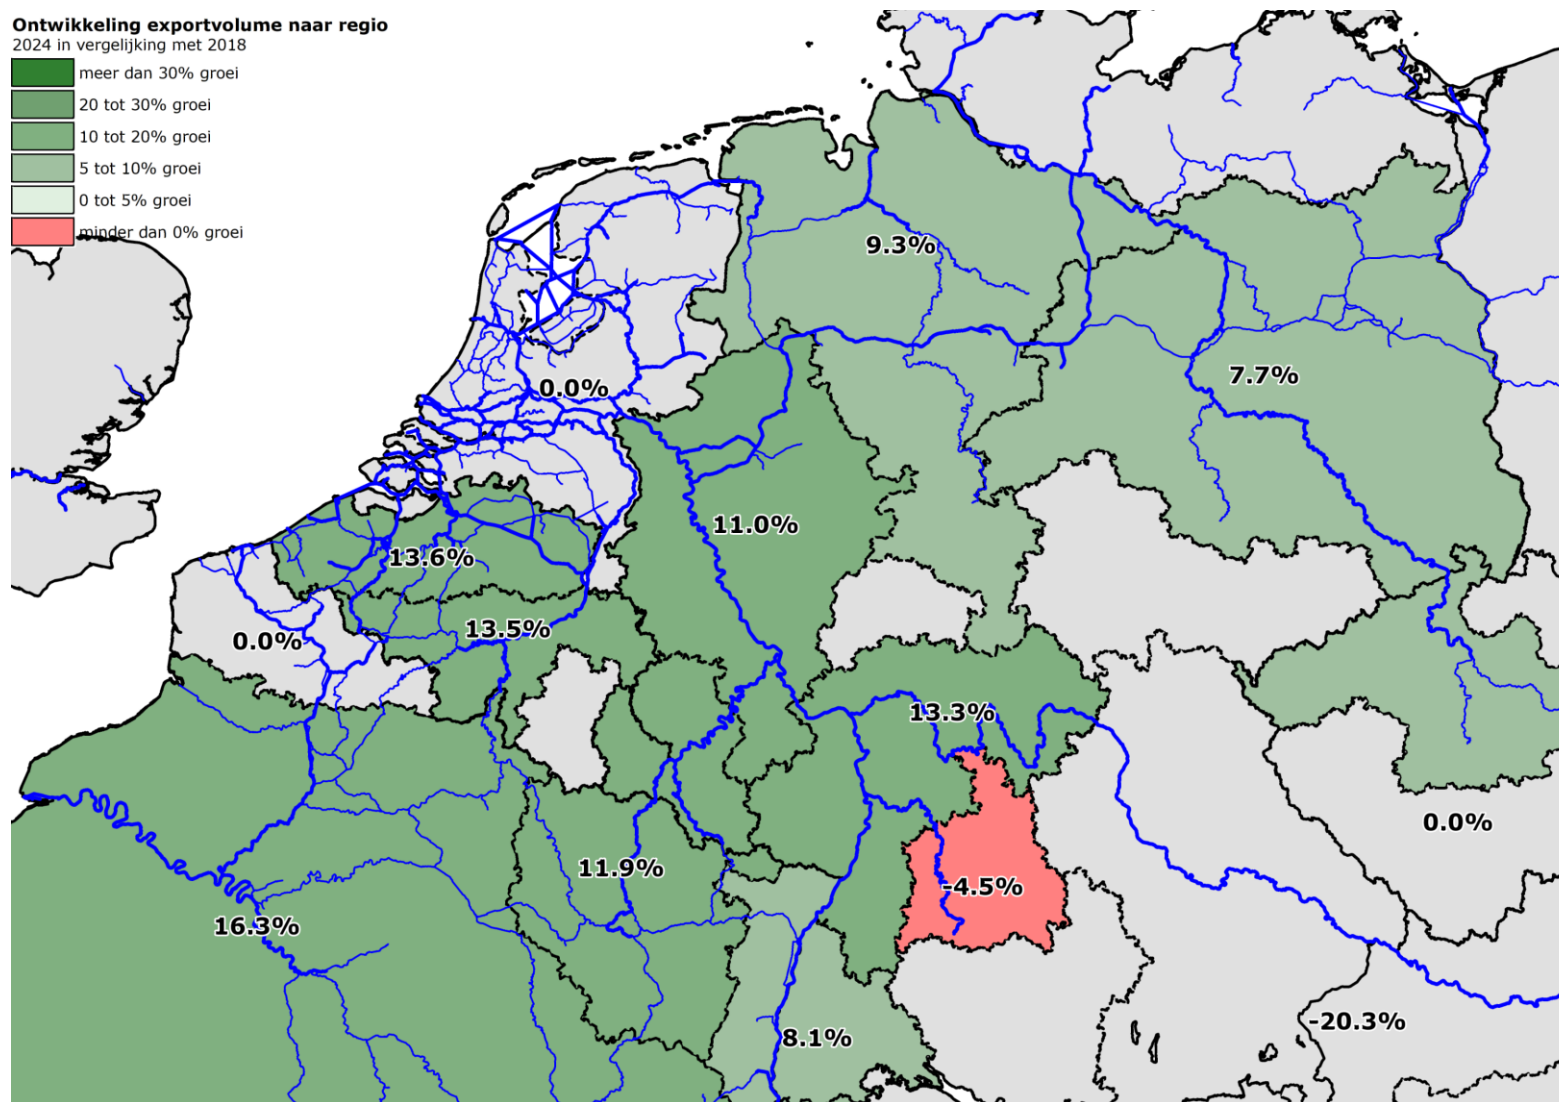 Ontwikkeling exportvolume naar regio
2024 in vergelijking met 2018
meer dan 30% groei
20 tot 30% groei
10 tot 20% groei
5 tot 10% groei
0 tot 5% groei
minder dan 0% groei
9.3%
7.7%
0.0%
11.0%
13.6%
13.5%
0.0%
13.3%
0.0%
11.9%
-4.5%
16.3%
-20.3%
8.1%